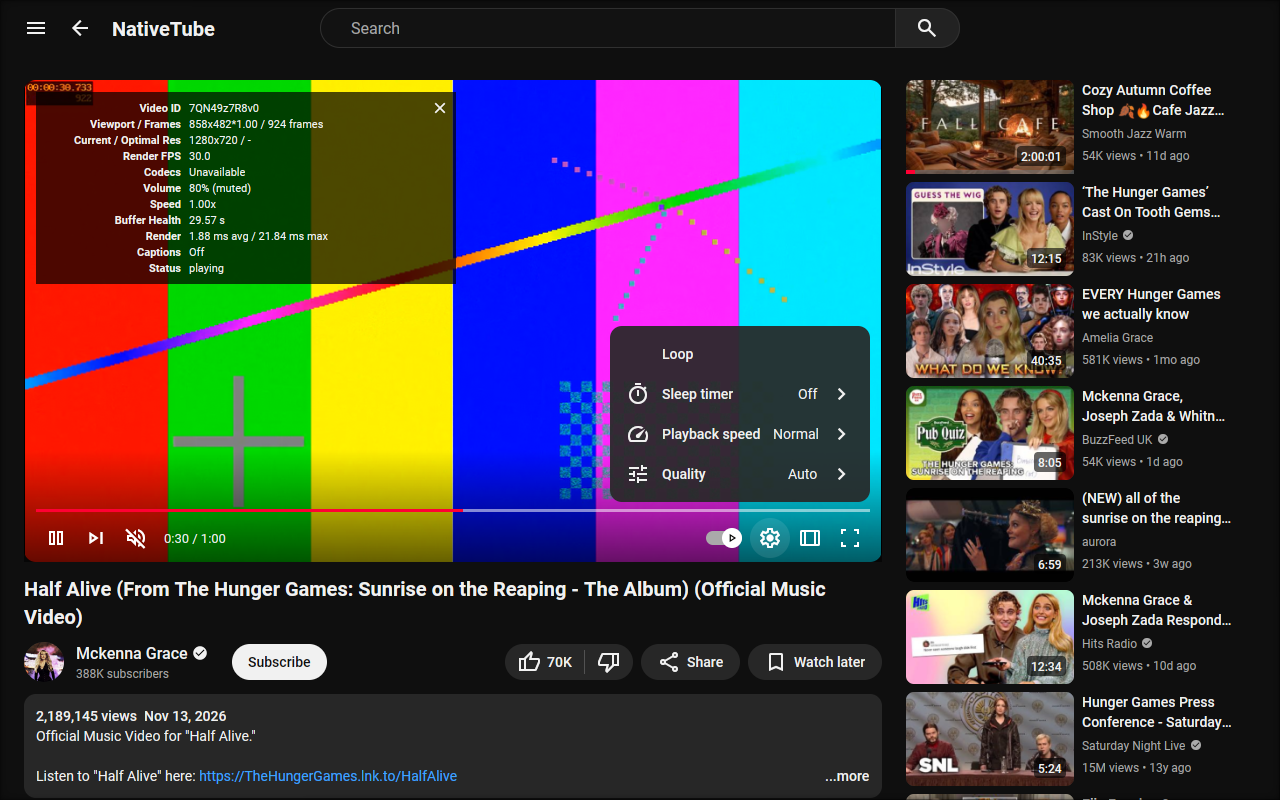 NativeTube
Search
00:00:30.733
922
Video ID 7QN49z7R8v0
Viewport / Frames 858x482*1.00 / 924 frames
Current / Optimal Res 1280x720 / -
Render FPS 30.0
Codecs Unavailable
Volume 80% (muted)
Speed 1.00x
Buffer Health 29.57 s
Render 1.88 ms avg / 21.84 ms max
Captions Off
Status playing
Loop
Sleep timer Off
Playback speed Normal
Quality Auto
0:30 / 1:00
Half Alive (From The Hunger Games: Sunrise on the Reaping - The Album) (Official Music
Video)
Mckenna Grace
388K subscribers
Subscribe
70K
Share
Watch later
2,189,145 views Nov 13, 2026
Official Music Video for "Half Alive."
Listen to "Half Alive" here: https://TheHungerGames.lnk.to/HalfAlive
...more
FALL CAFE
2:00:01
Cozy Autumn Coffee
Shop 🍂🔥Cafe Jazz...
Smooth Jazz Warm
54K views • 11d ago
GUESS THE WIG
InStyle
12:15
‘The Hunger Games’
Cast On Tooth Gems...
InStyle
83K views • 21h ago
WHAT DO WE KNOW
40:35
EVERY Hunger Games
we actually know
Amelia Grace
581K views • 1mo ago
Pub Quiz
THE HUNGER GAMES:
SUNRISE ON THE REAPING
8:05
Mckenna Grace,
Joseph Zada & Whitn...
BuzzFeed UK
54K views • 1d ago
6:59
(NEW) all of the
sunrise on the reaping...
aurora
213K views • 3w ago
Hits
12:34
Mckenna Grace &
Joseph Zada Respond...
Hits Radio
508K views • 10d ago
SNL
5:24
Hunger Games Press
Conference - Saturday...
Saturday Night Live
15M views • 13y ago